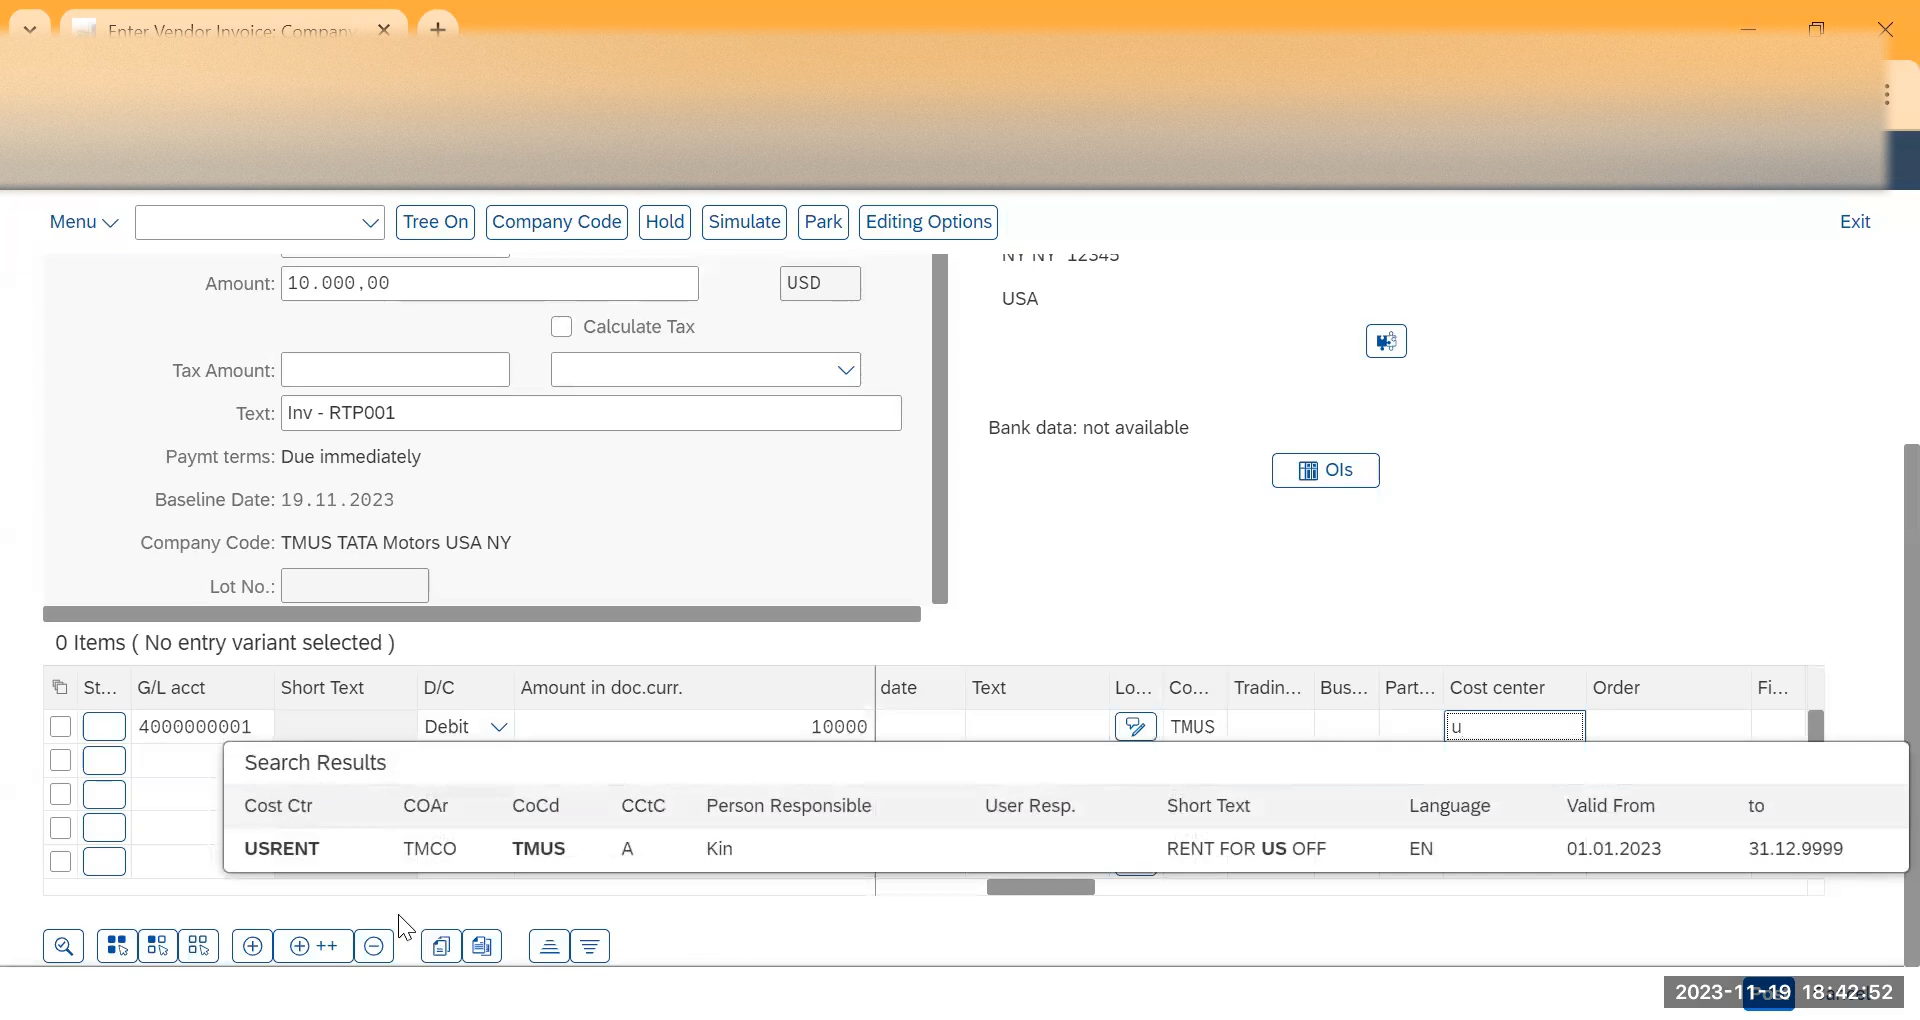 Enter Vendor Invoice: Company
Menu
Tree On
Company Code
Hold
Simulate
Park
Editing Options
Exit
NY NY 12345
Amount: 10.000,00 USD
USA
Calculate Tax
Tax Amount:
Text: Inv - RTP001
Bank data: not available
Paymt terms: Due immediately
OIs
Baseline Date: 19.11.2023
Company Code: TMUS TATA Motors USA NY
Lot No.:
0 Items ( No entry variant selected )
St... G/L acct Short Text D/C Amount in doc.curr. date Text Lo... Co... Tradin... Bus... Part... Cost center Order Fi...
4000000001 Debit 10000 TMUS u
Search Results
Cost Ctr COAr CoCd CCtC Person Responsible User Resp. Short Text Language Valid From to
USRENT TMCO TMUS A Kin RENT FOR US OFF EN 01.01.2023 31.12.9999
++
2023-11-19 18:42:52